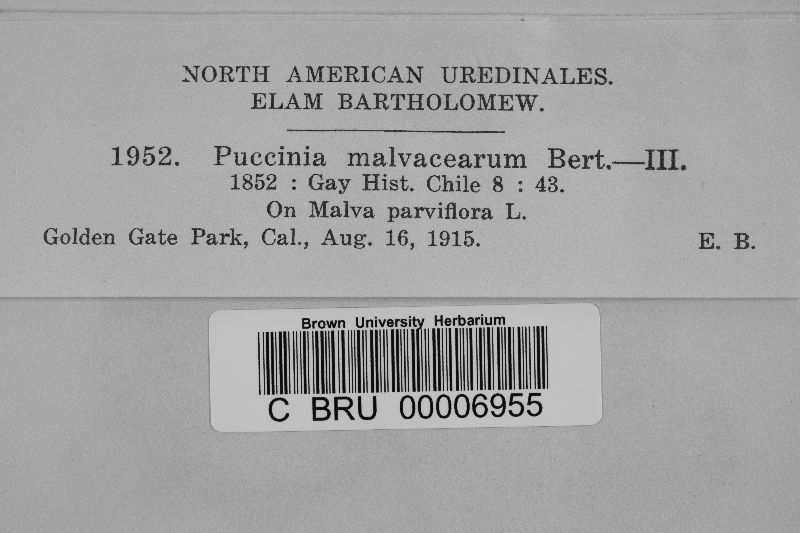 NORTH AMERICAN UREDINALES.
ELAM BARTHOLOMEW.
1952. Puccinia malvacearum Bert.—III.
1852 : Gay Hist. Chile 8 : 43.
On Malva parviflora L.
Golden Gate Park, Cal., Aug. 16, 1915. E. B.
Brown University Herbarium
C BRU 00006955